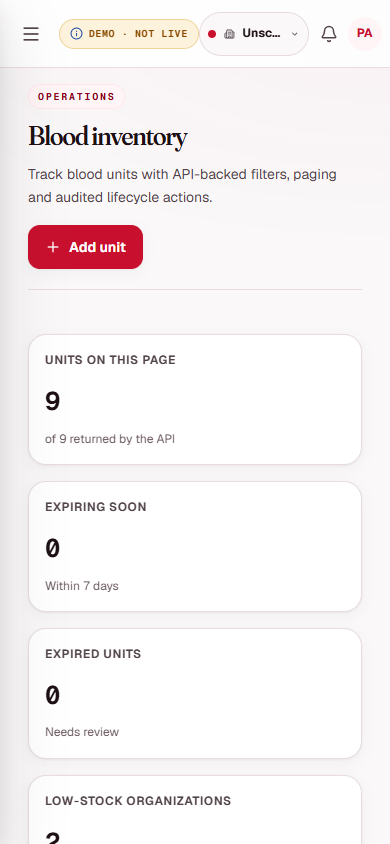 DEMO · NOT LIVE
Unsc...
PA
OPERATIONS
Blood inventory
Track blood units with API-backed filters, paging
and audited lifecycle actions.
+ Add unit
UNITS ON THIS PAGE
9
of 9 returned by the API
EXPIRING SOON
0
Within 7 days
EXPIRED UNITS
0
Needs review
LOW-STOCK ORGANIZATIONS
2